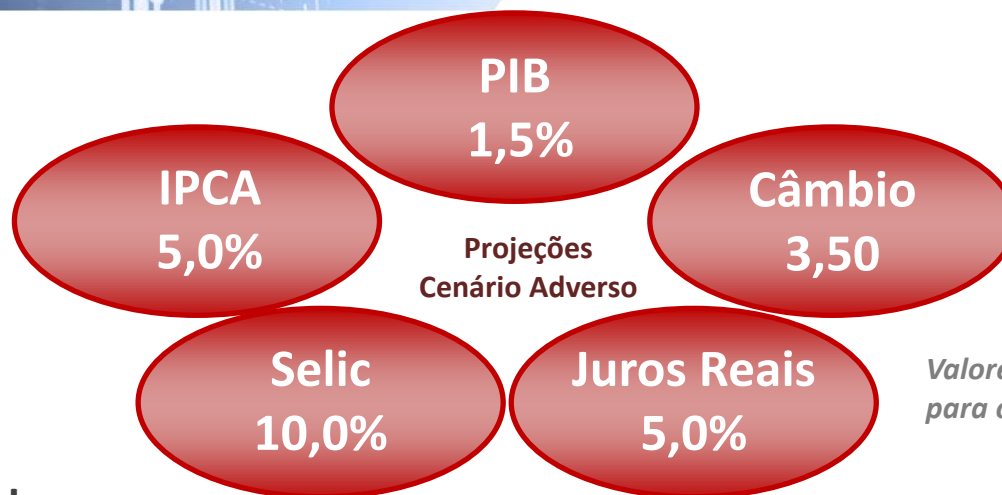 PIB
1,5%
IPCA
5,0%
Câmbio
3,50
Projeções
Cenário Adverso
Selic
10,0%
Juros Reais
5,0%
para